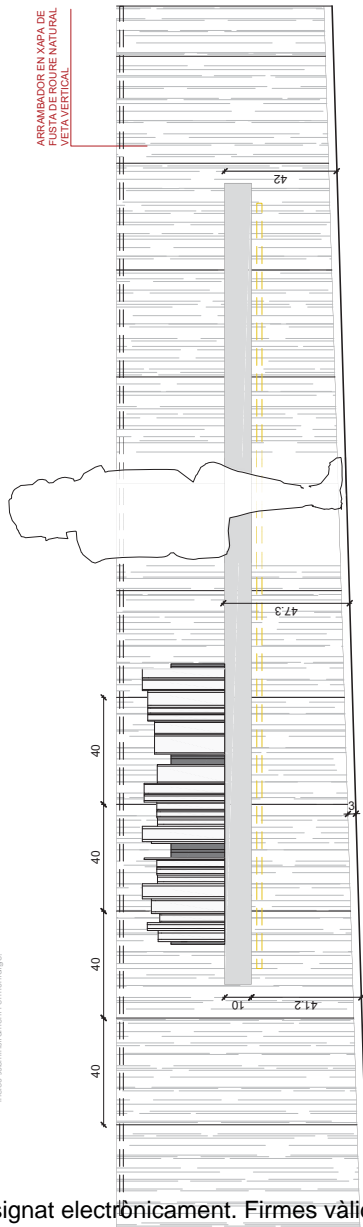 ARRAMBADOR EN XAPA DE
FUSTA DE ROURE NATURAL
VETA VERTICAL
42
47.3
40
40
40
40
3
10
41.2
signat electrònicament. Firmes vàli